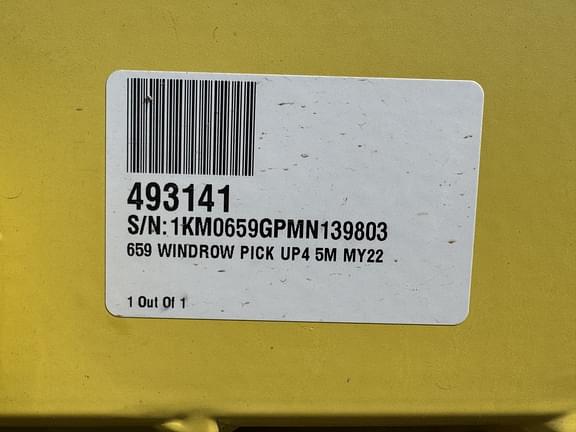 493141
S/N:1KM0659GPMN139803
659 WINDROW PICK UP4 5M MY22
1 Out Of 1